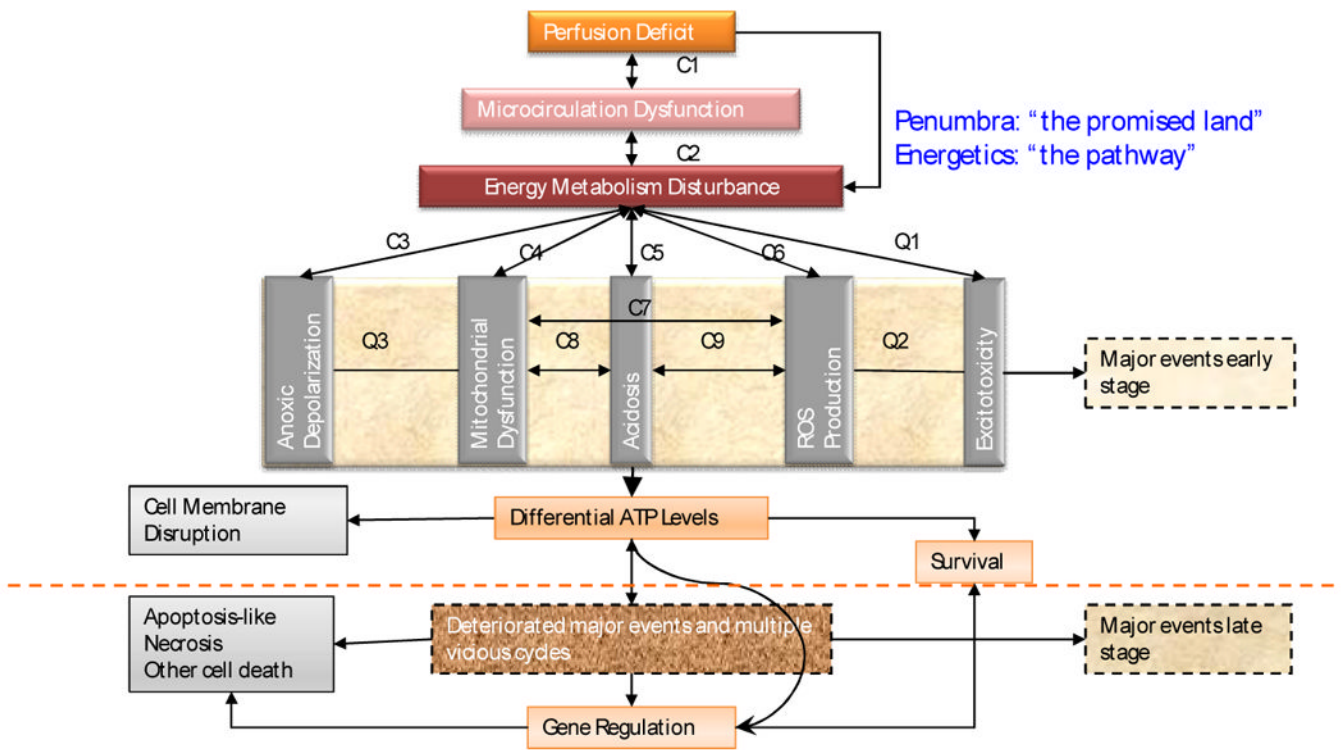 Perfusion Deficit
C1
Microcirculation Dysfunction
Penumbra: "the promised land"
Energetics: "the pathway"
C2
Energy Metabolism Disturbance
C3
C4
C5
C6
Q1
Anoxic
Depolarization
Q3
Mitochondrial
Dysfunction
C7
C8
Acidosis
C9
ROS
Production
Q2
Excitotoxicity
Major events early
stage
Cell Membrane
Disruption
Differential ATP Levels
Survival
Apoptosis-like
Necrosis
Other cell death
Deteriorated major events and multiple
vicious cycles
Major events late
stage
Gene Regulation